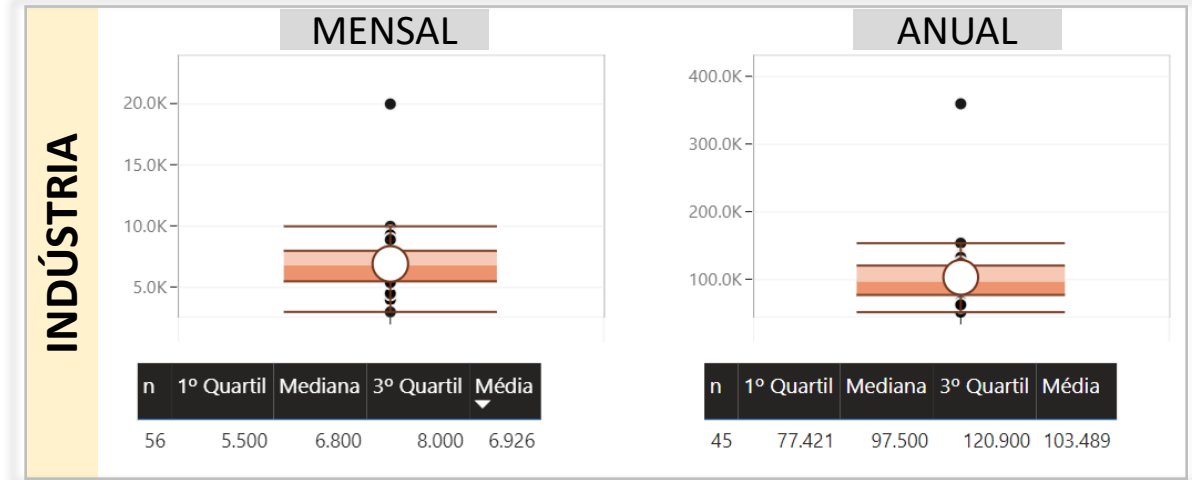 INDÚSTRIA
MENSAL
20.0K
15.0K
10.0K
5.0K
n 1º Quartil Mediana 3º Quartil Média
56 5.500 6.800 8.000 6.926
ANUAL
400.0K
300.0K
200.0K
100.0K
n 1º Quartil Mediana 3º Quartil Média
45 77.421 97.500 120.900 103.489